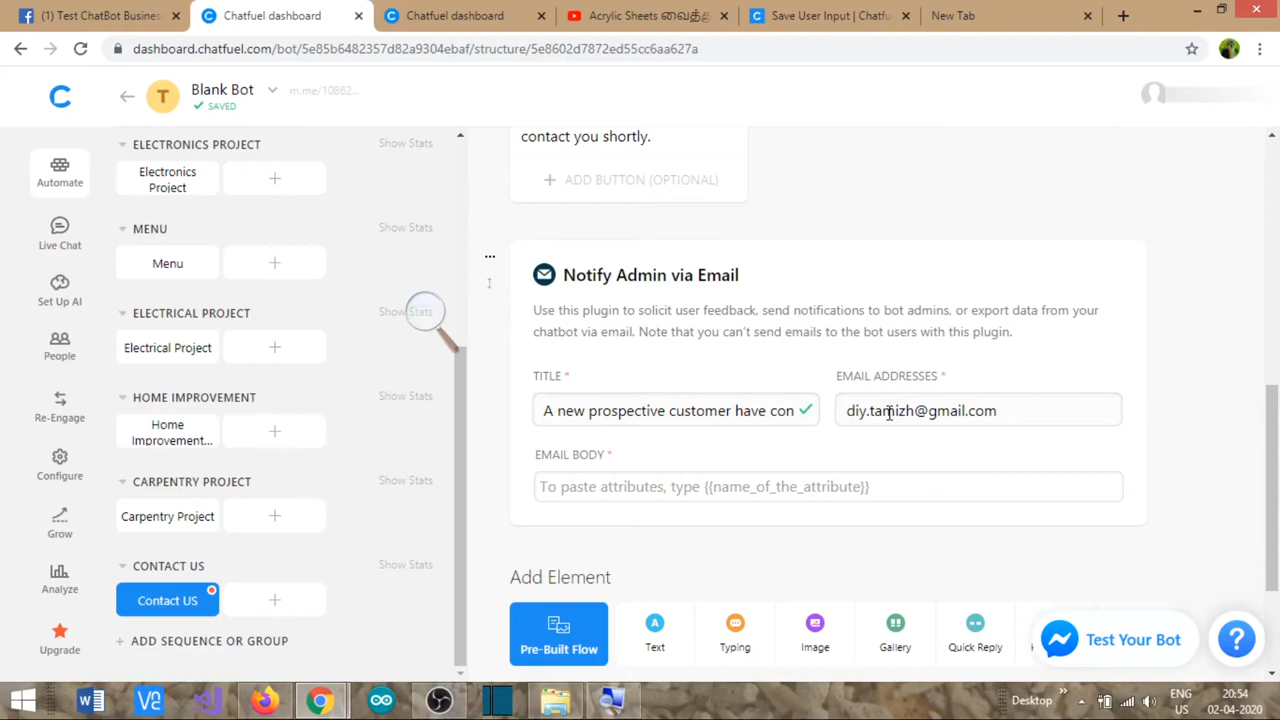 (1) Test ChatBot Busines
Chatfuel dashboard
Chatfuel dashboard
Acrylic Sheets வைத்த
Save User Input | Chatfu
New Tab
dashboard.chatfuel.com/bot/5e85b6482357d82a9304ebaf/structure/5e8602d7872ed55cc6aa627a
T
Blank Bot
m.me/10862...
SAVED
Automate
Live Chat
Set Up AI
People
Re-Engage
Configure
Grow
Analyze
Upgrade
ELECTRONICS PROJECT
Show Stats
Electronics
Project
MENU
Show Stats
Menu
ELECTRICAL PROJECT
Show Stats
Electrical Project
HOME IMPROVEMENT
Show Stats
Home
Improvement...
CARPENTRY PROJECT
Show Stats
Carpentry Project
CONTACT US
Show Stats
Contact US
ADD SEQUENCE OR GROUP
contact you shortly.
ADD BUTTON (OPTIONAL)
Notify Admin via Email
Use this plugin to solicit user feedback, send notifications to bot admins, or export data from your
chatbot via email. Note that you can't send emails to the bot users with this plugin.
TITLE *
EMAIL ADDRESSES *
A new prospective customer have con
diy.tamizh@gmail.com
EMAIL BODY *
To paste attributes, type {{name_of_the_attribute}}
Add Element
Pre-Built Flow
Text
Typing
Image
Gallery
Quick Reply
Test Your Bot
?
Desktop
ENG
US
20:54
02-04-2020